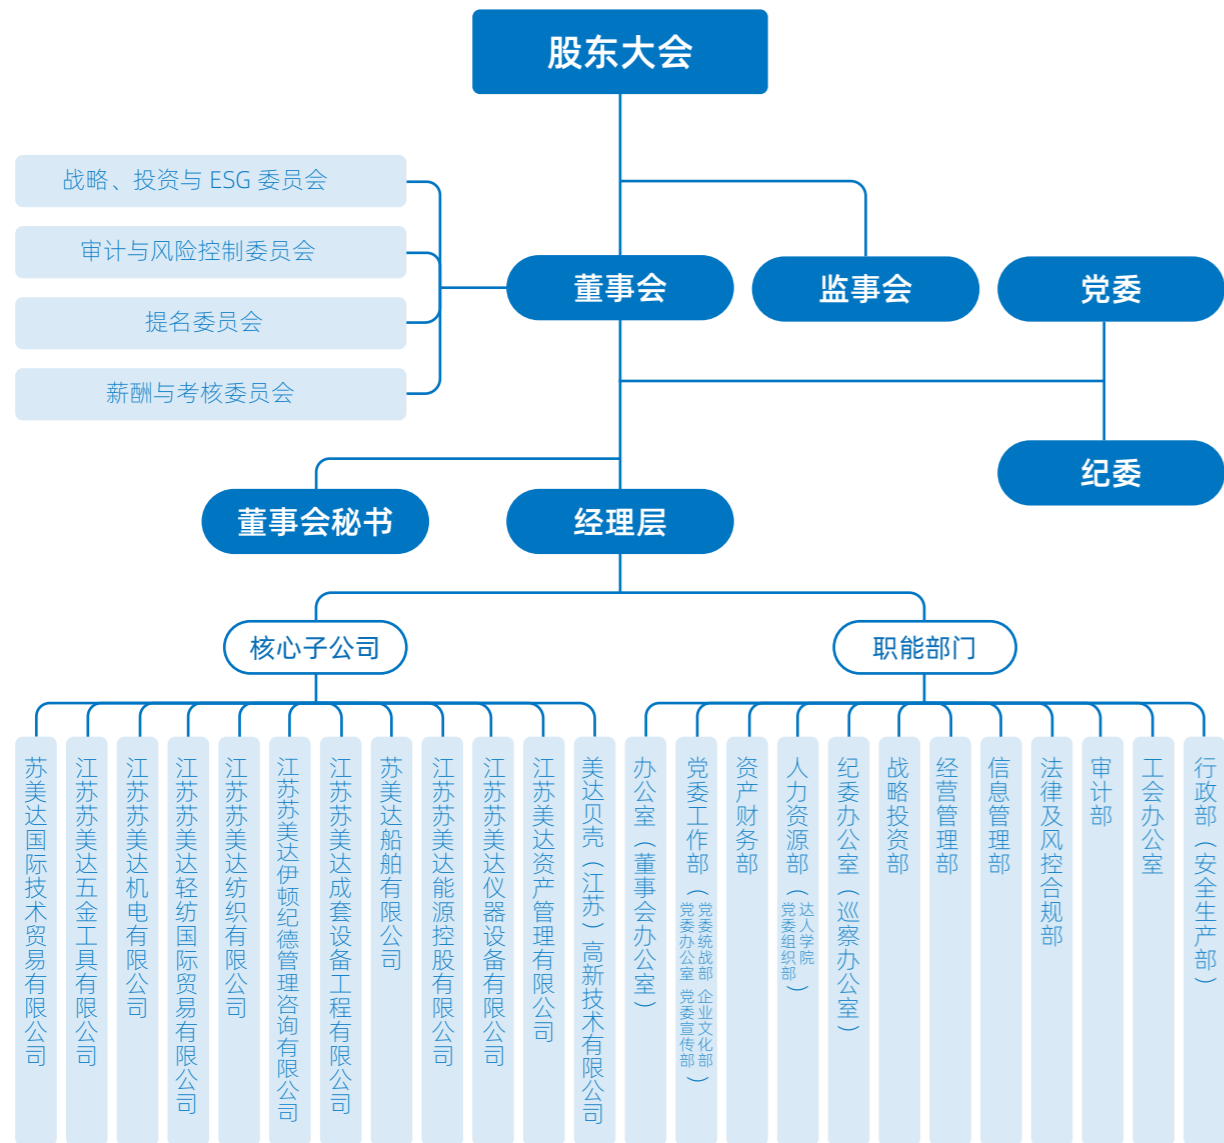 股东大会
战略、投资与 ESG 委员会
审计与风险控制委员会
提名委员会
薪酬与考核委员会
董事会
监事会
党委
纪委
董事会秘书
经理层
核心子公司
职能部门
苏美达国际技术贸易有限公司
江苏苏美达五金工具有限公司
江苏苏美达机电有限公司
江苏苏美达轻纺国际贸易有限公司
江苏苏美达纺织有限公司
江苏苏美达伊顿纪德管理咨询有限公司
江苏苏美达成套设备工程有限公司
苏美达船舶有限公司
江苏苏美达能源控股有限公司
江苏苏美达仪器设备有限公司
江苏美达资产管理有限公司
美达贝壳（江苏）高新技术有限公司
办公室（董事会办公室）
党委工作部（党委办公室 党委宣传部 党委统战部 企业文化部）
资产财务部
人力资源部（党委组织部 达人学院）
纪委办公室（巡察办公室）
战略投资部
经营管理部
信息管理部
法律及风控合规部
审计部
工会办公室
行政部（安全生产部）